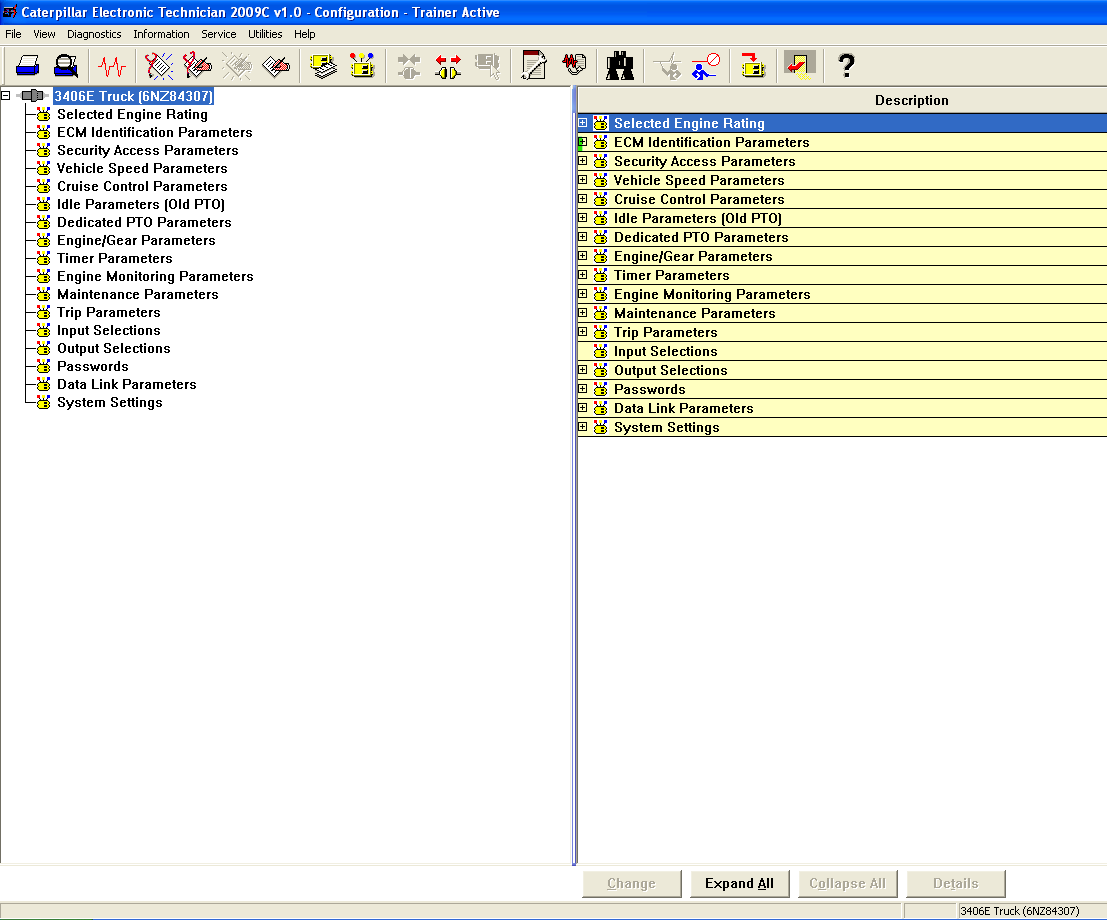 Caterpillar Electronic Technician 2009C v1.0 - Configuration - Trainer Active
File View Diagnostics Information Service Utilities Help
3406E Truck (6NZ84307)
Selected Engine Rating
ECM Identification Parameters
Security Access Parameters
Vehicle Speed Parameters
Cruise Control Parameters
Idle Parameters (Old PTO)
Dedicated PTO Parameters
Engine/Gear Parameters
Timer Parameters
Engine Monitoring Parameters
Maintenance Parameters
Trip Parameters
Input Selections
Output Selections
Passwords
Data Link Parameters
System Settings
Description
Selected Engine Rating
ECM Identification Parameters
Security Access Parameters
Vehicle Speed Parameters
Cruise Control Parameters
Idle Parameters (Old PTO)
Dedicated PTO Parameters
Engine/Gear Parameters
Timer Parameters
Engine Monitoring Parameters
Maintenance Parameters
Trip Parameters
Input Selections
Output Selections
Passwords
Data Link Parameters
System Settings
Change Expand All Collapse All Details
3406E Truck (6NZ84307)